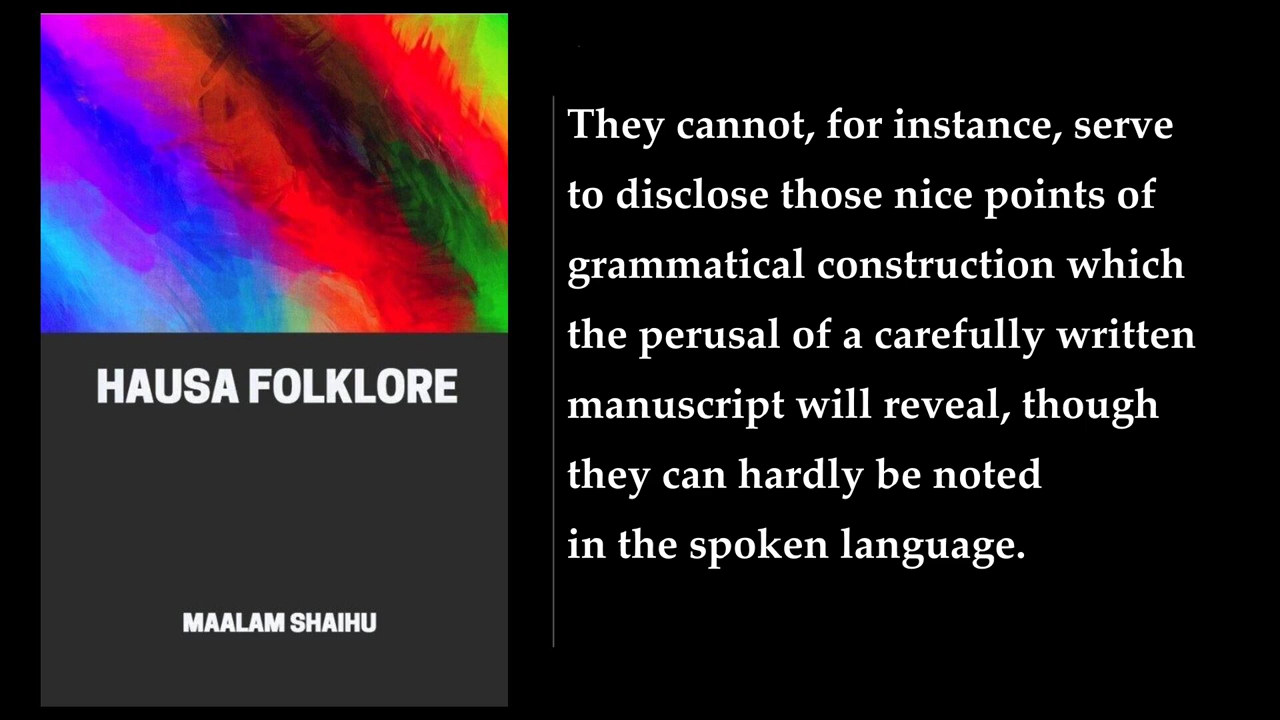 HAUSA FOLKLORE
MAALAM SHAIHU
They cannot, for instance, serve
to disclose those nice points of
grammatical construction which
the perusal of a carefully written
manuscript will reveal, though
they can hardly be noted
in the spoken language.